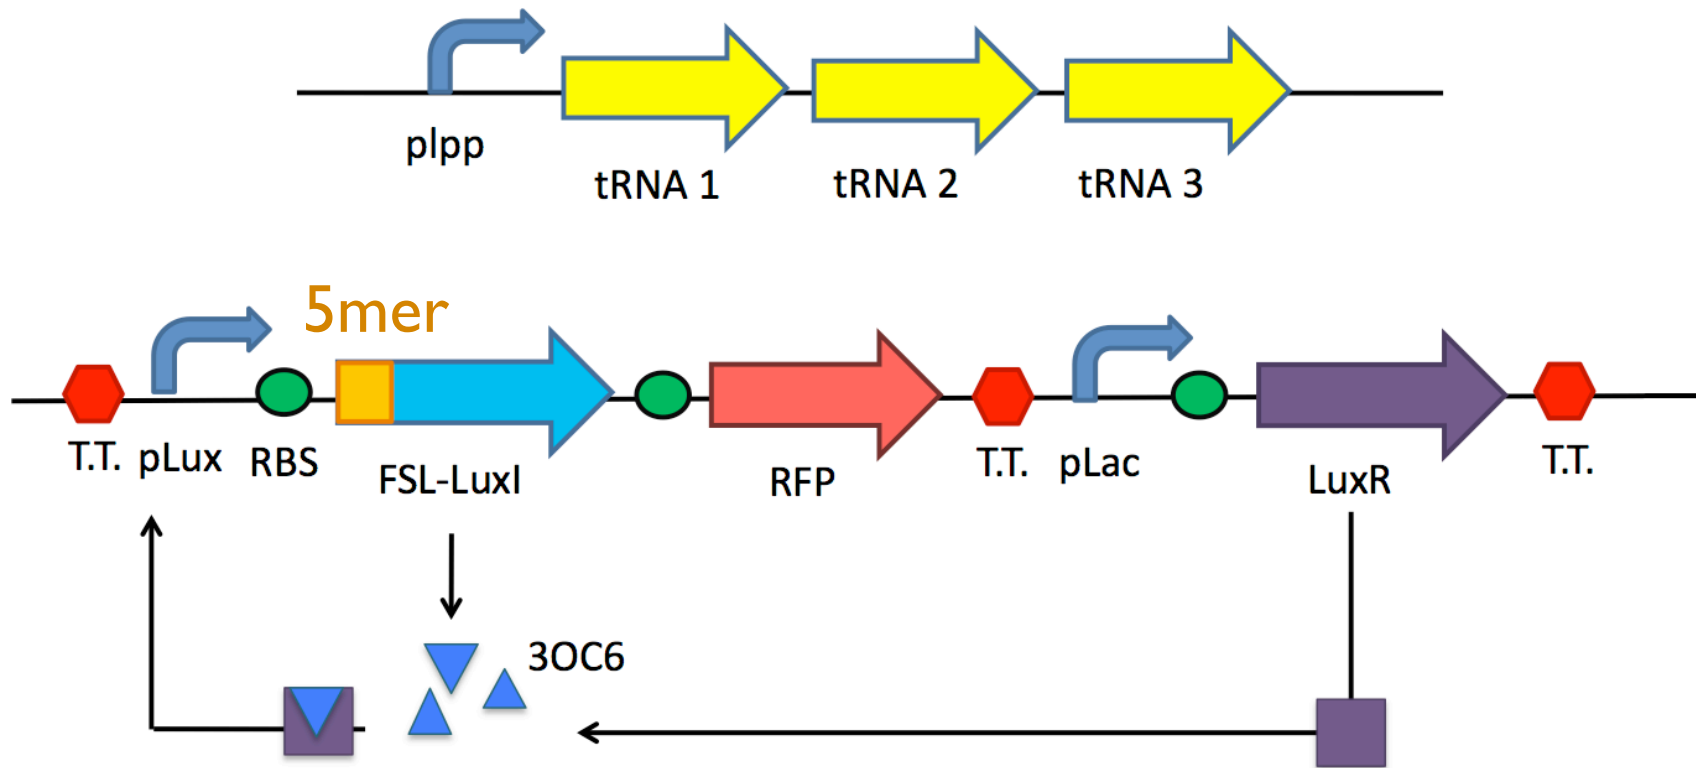 plpp
tRNA 1
tRNA 2
tRNA 3
5mer
T.T.
pLux
RBS
FSL-LuxI
RFP
T.T.
pLac
LuxR
T.T.
3OC6